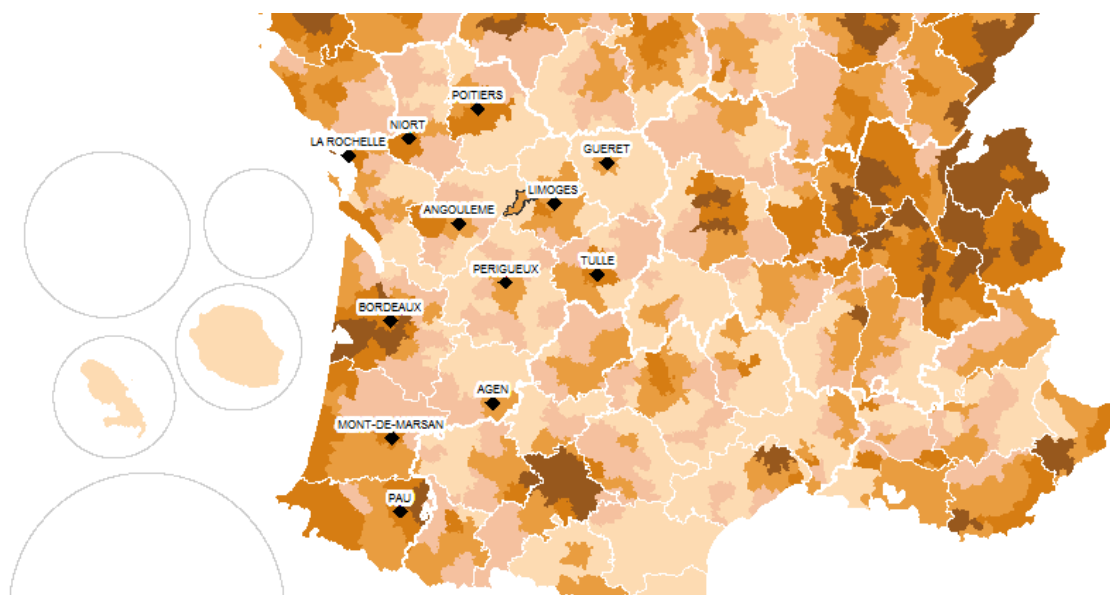 POITIERS
NIORT
LA ROCHELLE
GUERET
LIMOGES
ANGOULEME
TULLE
PERIGUEUX
BORDEAUX
AGEN
MONT-DE-MARSAN
PAU